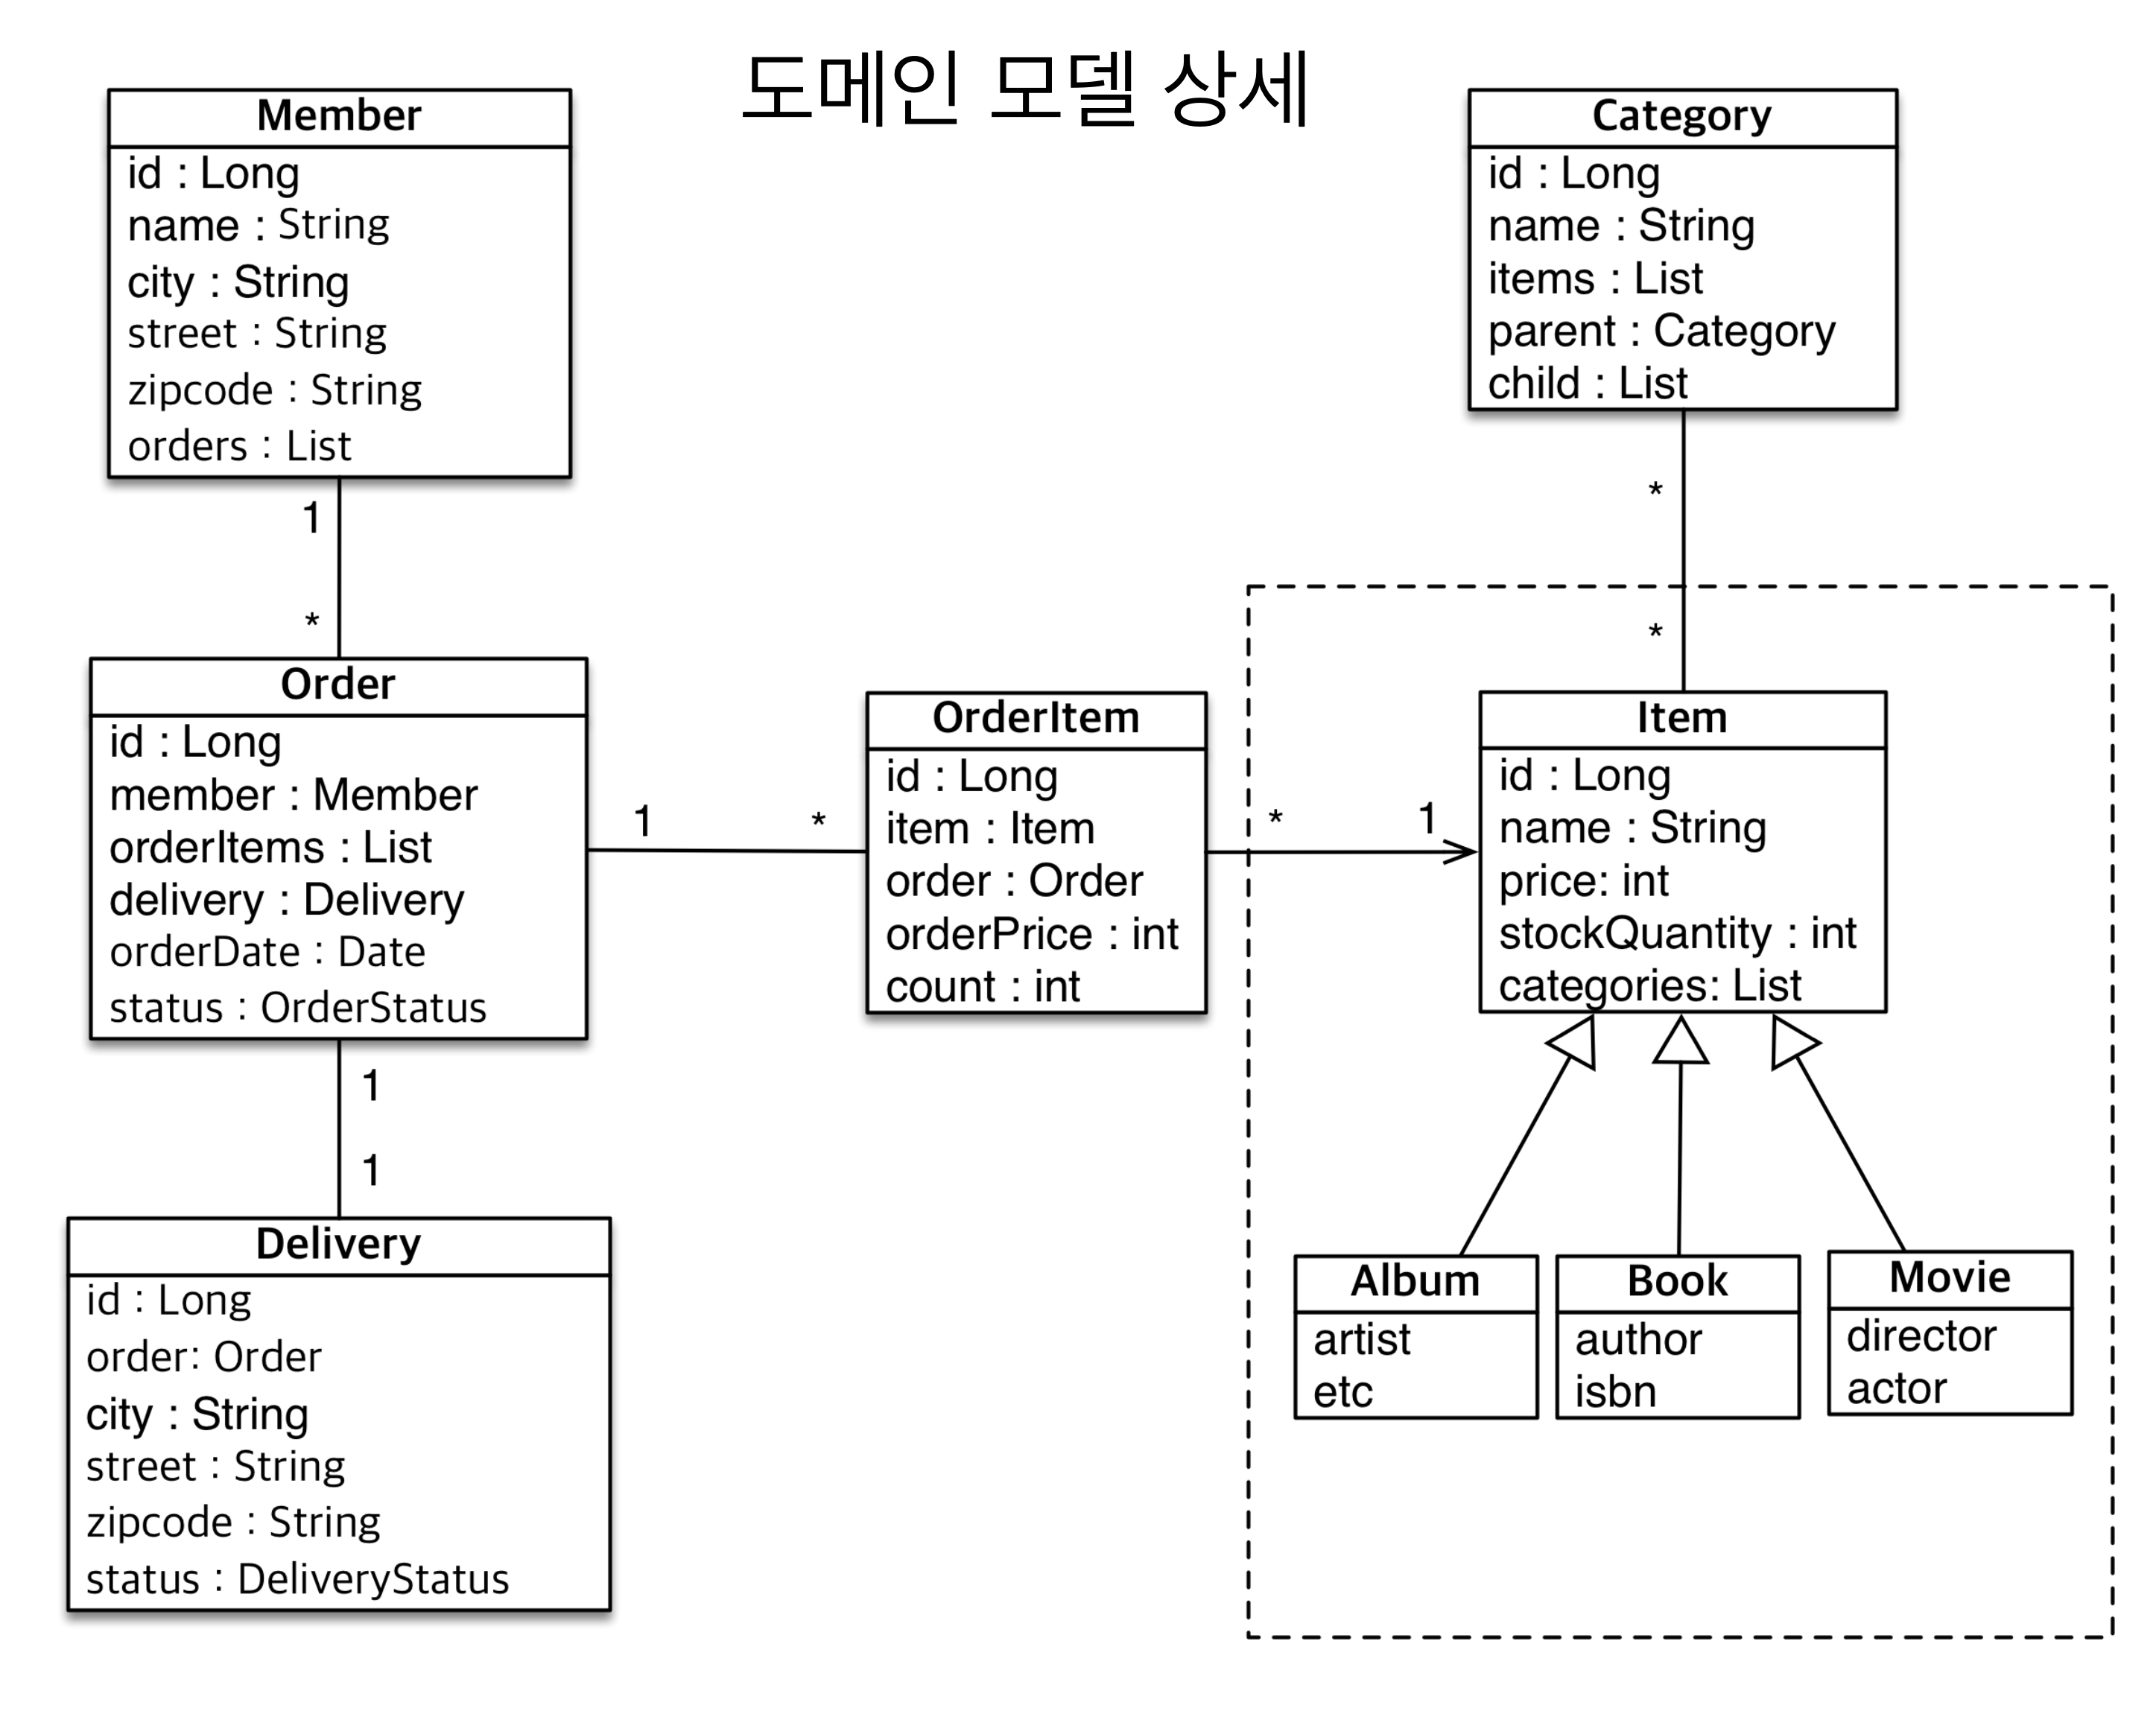 도메인 모델 상세
Member
id : Long
name : String
city : String
street : String
zipcode : String
orders : List
Category
id : Long
name : String
items : List
parent : Category
child : List
1
*
*
*
Order
id : Long
member : Member
orderItems : List
delivery : Delivery
orderDate : Date
status : OrderStatus
1
*
OrderItem
id : Long
item : Item
order : Order
orderPrice : int
count : int
*
1
Item
id : Long
name : String
price: int
stockQuantity : int
categories: List
1
1
Delivery
id : Long
order: Order
city : String
street : String
zipcode : String
status : DeliveryStatus
Album
artist
etc
Book
author
isbn
Movie
director
actor